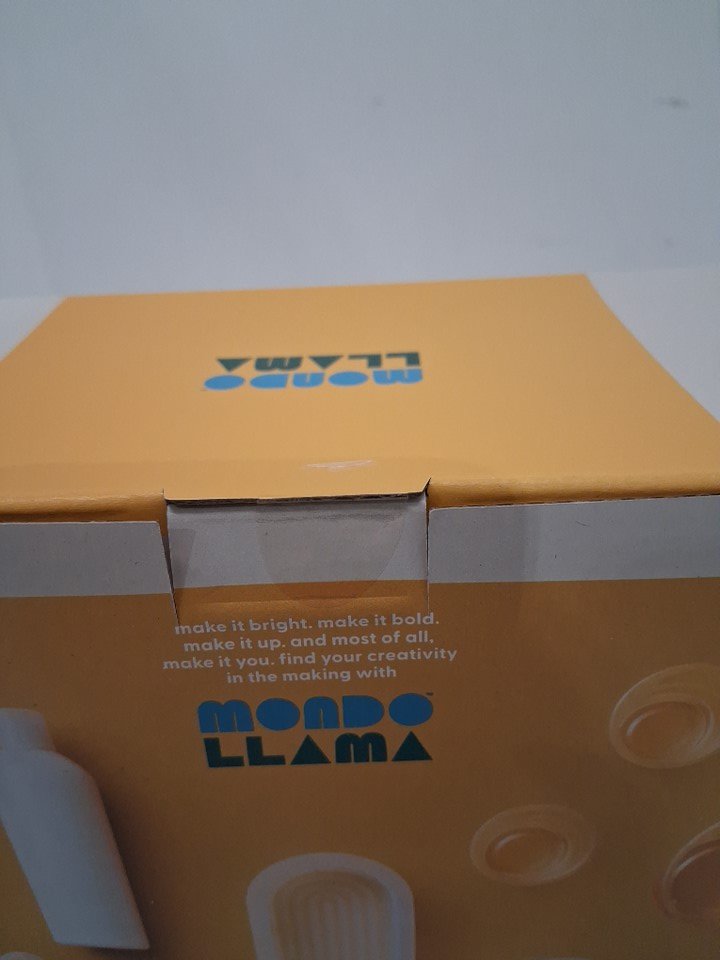 MONDO
LLAMA
make it bright. make it bold.
make it up. and most of all,
make it you. find your creativity
in the making with
MONDO™
LLAMA